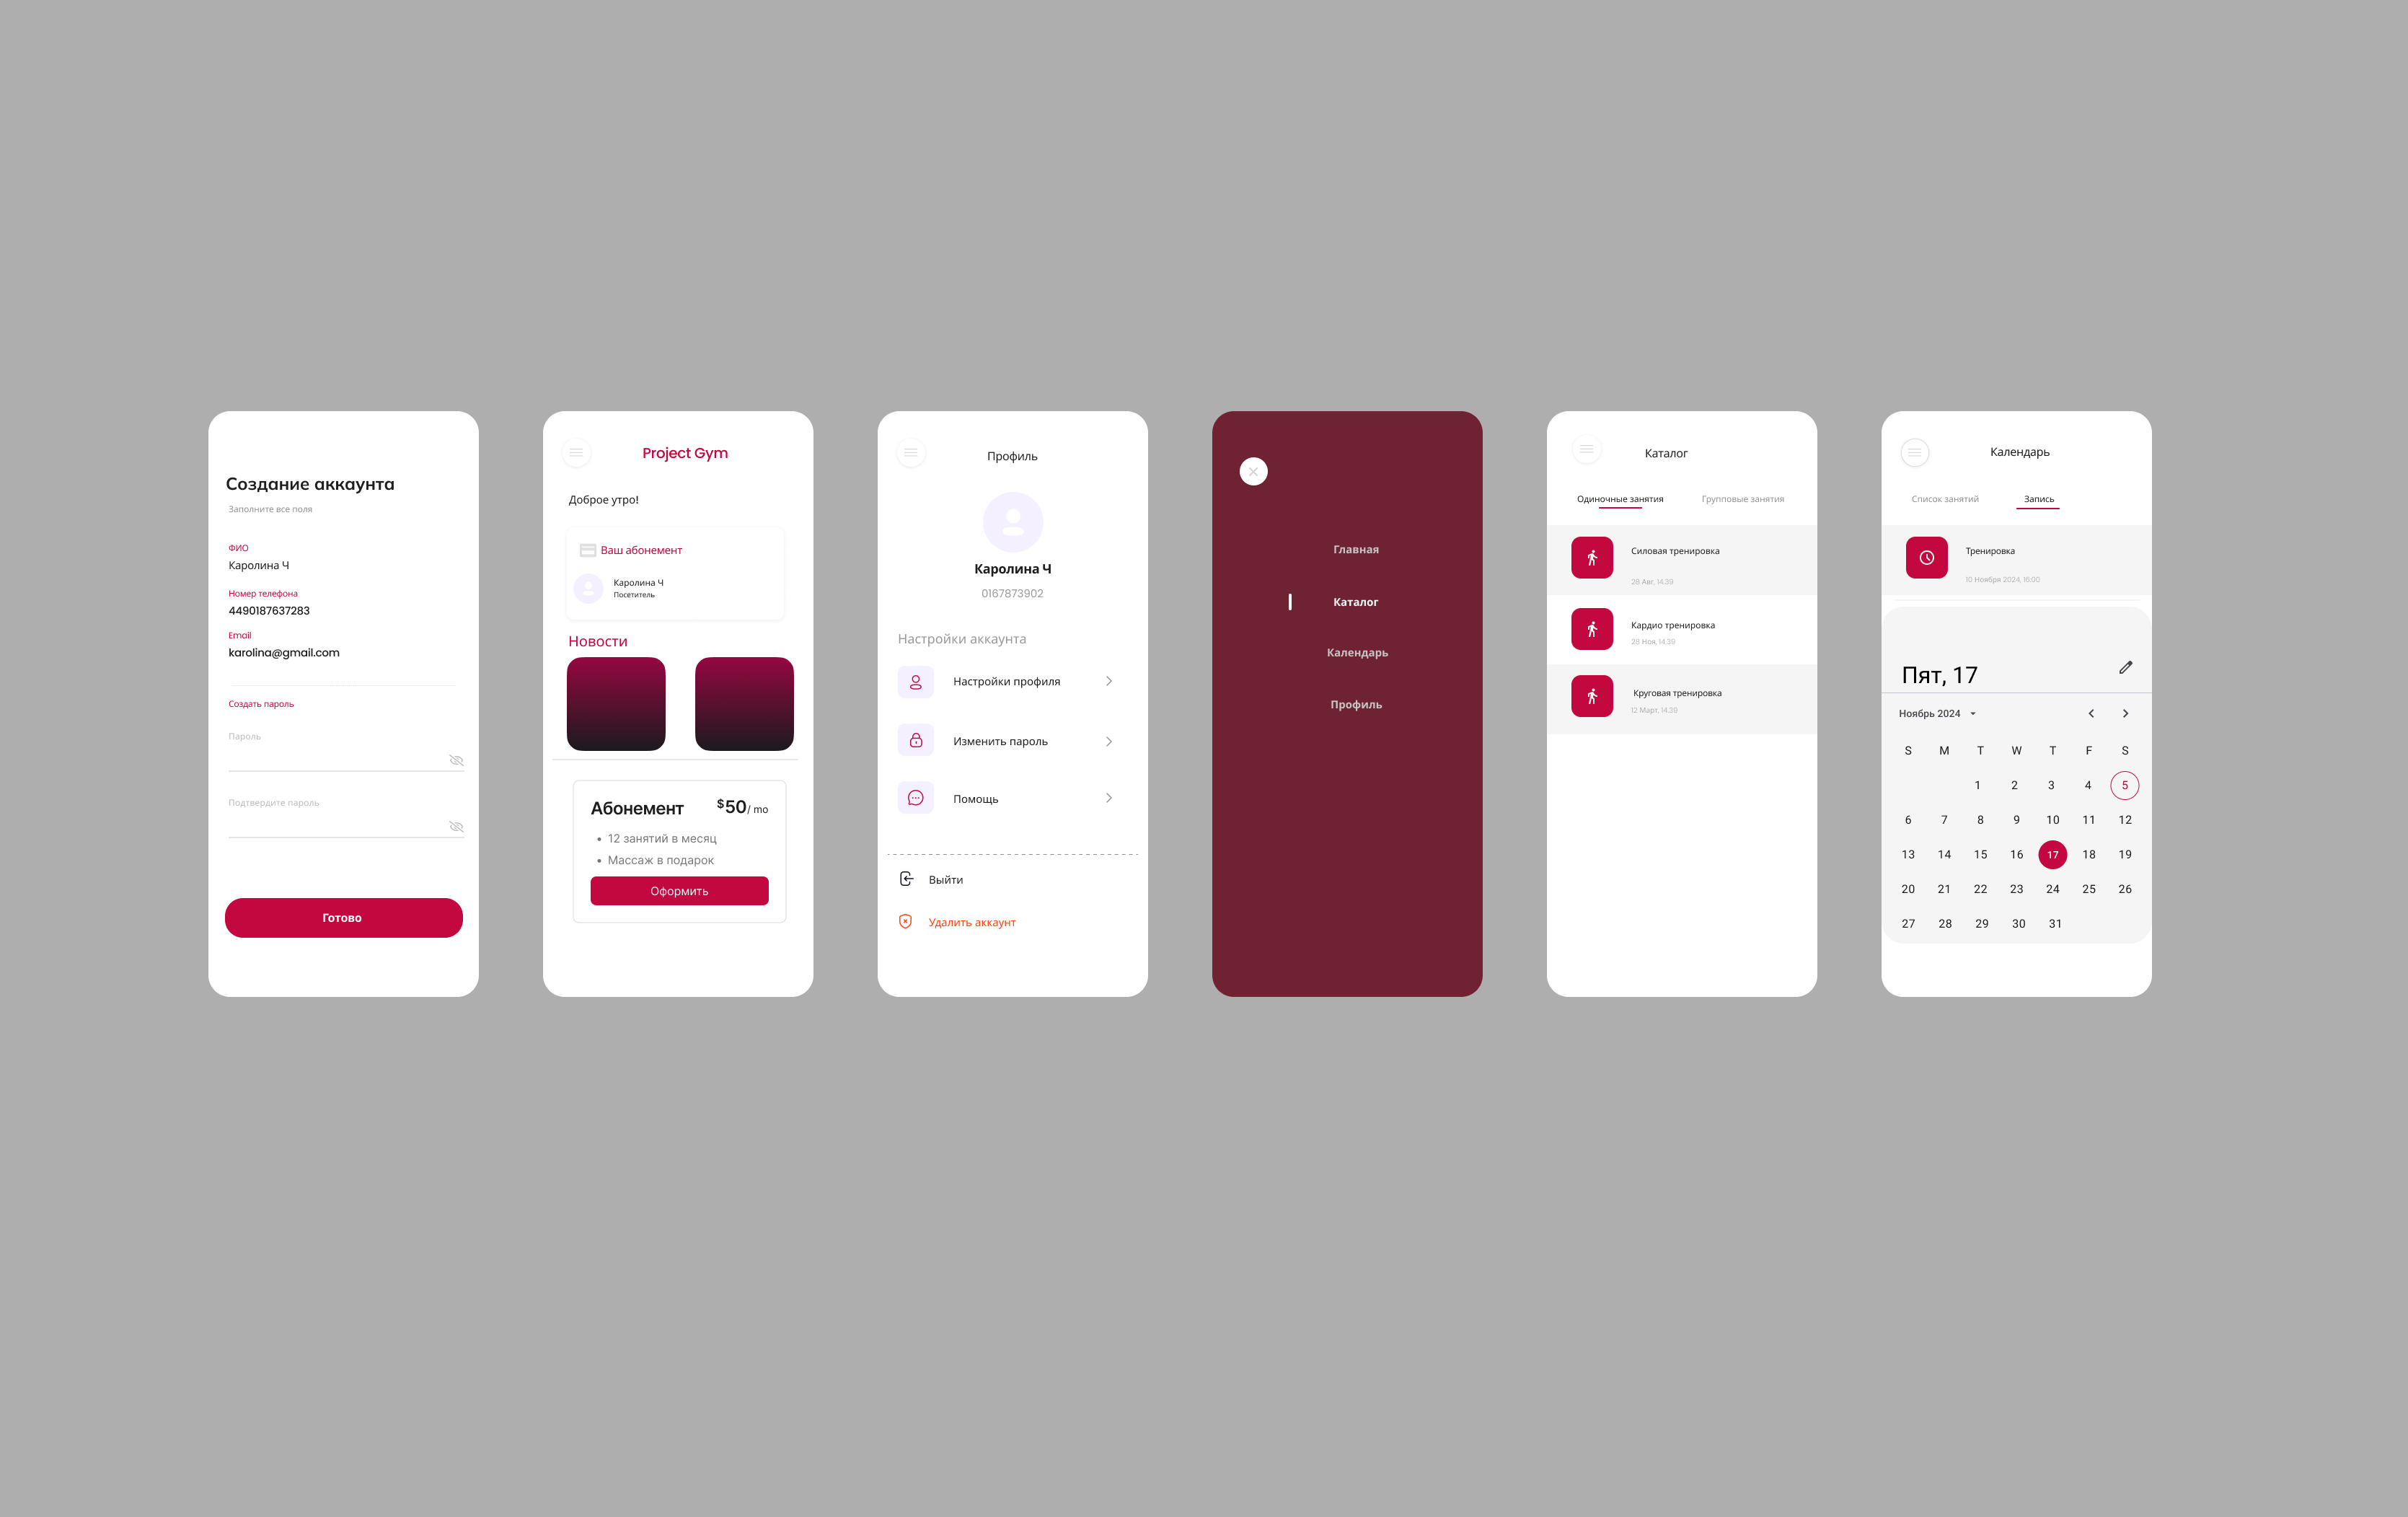 Создание аккаунта
Заполните все поля
ФИО
Каролина Ч
Номер телефона
4490187637283
Email
karolina@gmail.com
Создать пароль
Пароль
Подтвердите пароль
Готово
Project Gym
Доброе утро!
Ваш абонемент
Каролина Ч
Посетитель
Новости
Абонемент $50/ mo
• 12 занятий в месяц
• Массаж в подарок
Оформить
Профиль
Каролина Ч
0167873902
Настройки аккаунта
Настройки профиля
Изменить пароль
Помощь
Выйти
Удалить аккаунт
Главная
Каталог
Календарь
Профиль
Каталог
Одиночные занятия Групповые занятия
Силовая тренировка
28 Авг, 14.39
Кардио тренировка
28 Ноя, 14.39
Круговая тренировка
12 Март, 14.39
Календарь
Список занятий Запись
Тренировка
10 Ноября 2024, 16:00
Пят, 17
Ноябрь 2024
S M T W T F S
1 2 3 4 5
6 7 8 9 10 11 12
13 14 15 16 17 18 19
20 21 22 23 24 25 26
27 28 29 30 31